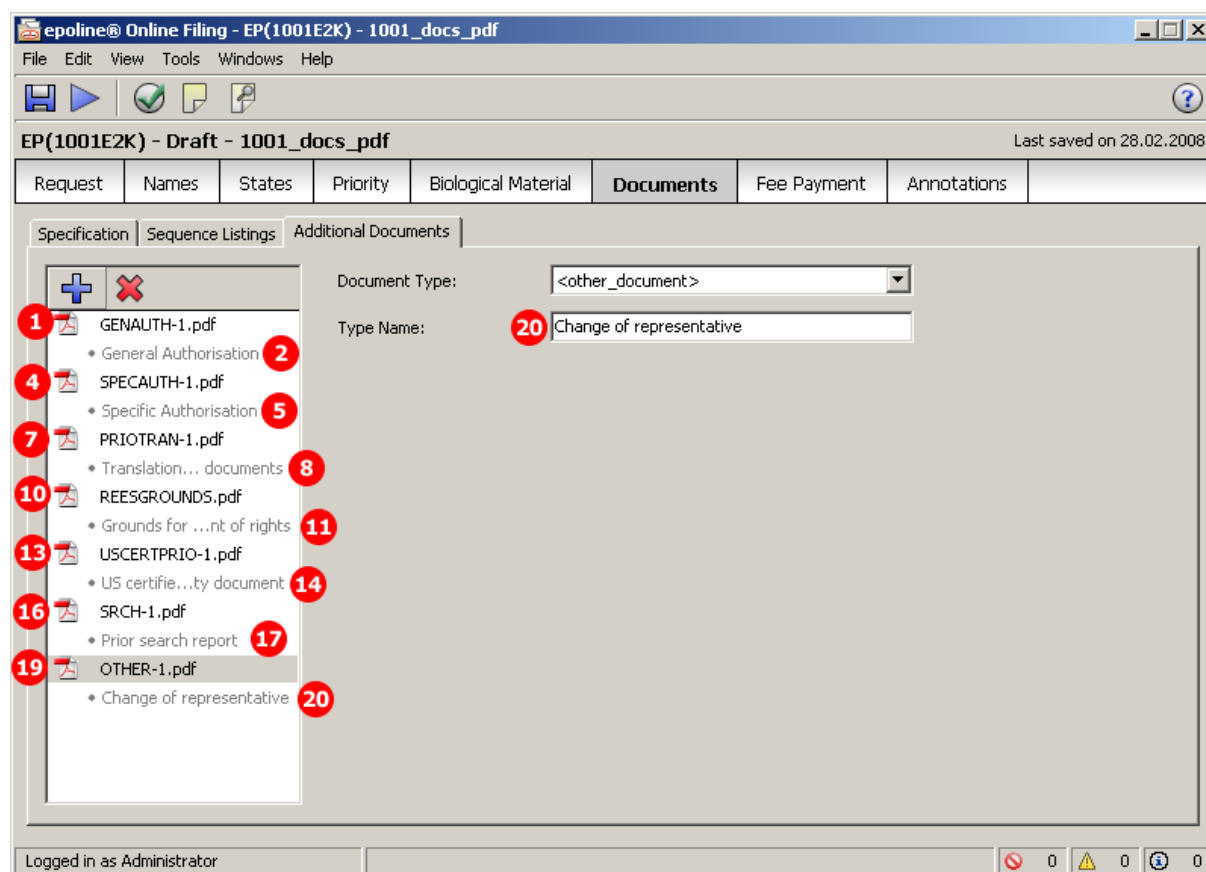 epoline® Online Filing - EP(1001E2K) - 1001_docs_pdf
File Edit View Tools Windows Help
EP(1001E2K) - Draft - 1001_docs_pdf Last saved on 28.02.2008
Request Names States Priority Biological Material Documents Fee Payment Annotations
Specification Sequence Listings Additional Documents
Document Type: <other_document>
1 GENAUTH-1.pdf Type Name: 20 Change of representative
• General Authorisation 2
4 SPECAUTH-1.pdf
• Specific Authorisation 5
7 PRIOTRAN-1.pdf
• Translation... documents 8
10 REESGROUNDS.pdf
• Grounds for ...nt of rights 11
13 USCERTPRIO-1.pdf
• US certifie...ty document 14
16 SRCH-1.pdf
• Prior search report 17
19 OTHER-1.pdf
• Change of representative 20
Logged in as Administrator 0 0 0